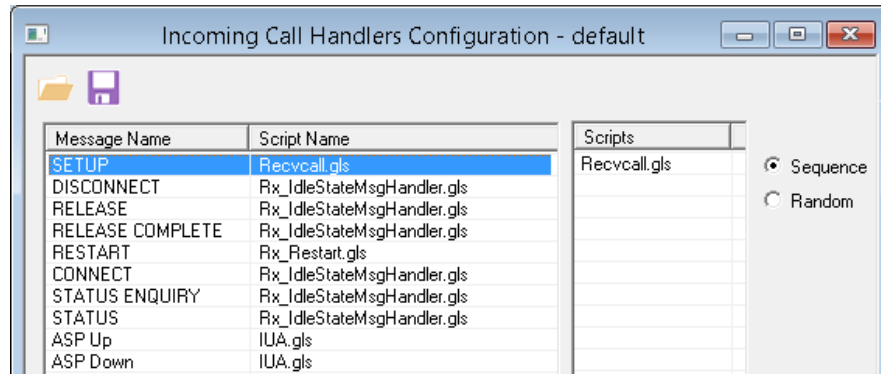 Incoming Call Handlers Configuration - default
Message Name Script Name Scripts
SETUP Recvcall.gls Recvcall.gls Sequence
DISCONNECT Rx_IdleStateMsgHandler.gls
RELEASE Rx_IdleStateMsgHandler.gls Random
RELEASE COMPLETE Rx_IdleStateMsgHandler.gls
RESTART Rx_Restart.gls
CONNECT Rx_IdleStateMsgHandler.gls
STATUS ENQUIRY Rx_IdleStateMsgHandler.gls
STATUS Rx_IdleStateMsgHandler.gls
ASP Up IUA.gls
ASP Down IUA.gls